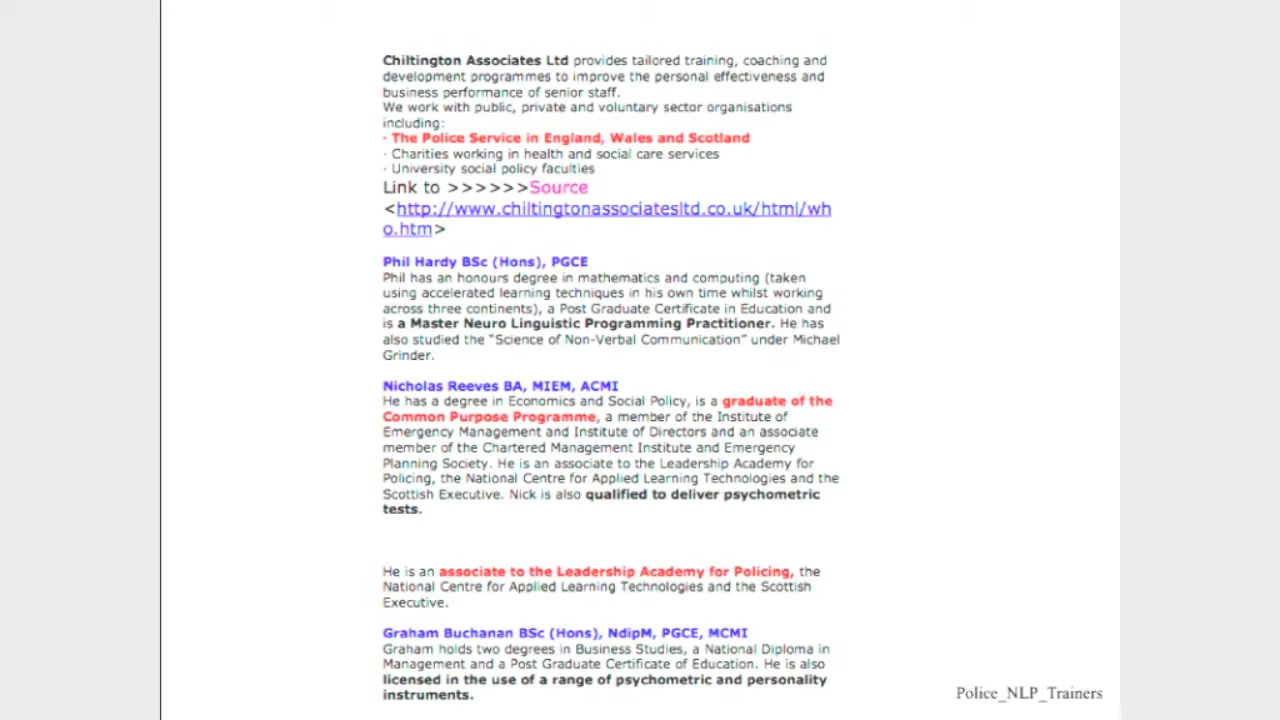 Chiltington Associates Ltd provides tailored training, coaching and
development programmes to improve the personal effectiveness and
business performance of senior staff.
We work with public, private and voluntary sector organisations
including:
· The Police Service in England, Wales and Scotland
· Charities working in health and social care services
· University social policy faculties
Link to >>>>>>Source
<http://www.chiltingtonassociatesltd.co.uk/html/wh
o.htm>
Phil Hardy BSc (Hons), PGCE
Phil has an honours degree in mathematics and computing (taken
using accelerated learning techniques in his own time whilst working
across three continents), a Post Graduate Certificate in Education and
is a Master Neuro Linguistic Programming Practitioner. He has
also studied the “Science of Non-Verbal Communication” under Michael
Grinder.
Nicholas Reeves BA, MIEM, ACMI
He has a degree in Economics and Social Policy, is a graduate of the
Common Purpose Programme, a member of the Institute of
Emergency Management and Institute of Directors and an associate
member of the Chartered Management Institute and Emergency
Planning Society. He is an associate to the Leadership Academy for
Policing, the National Centre for Applied Learning Technologies and the
Scottish Executive. Nick is also qualified to deliver psychometric
tests.
He is an associate to the Leadership Academy for Policing, the
National Centre for Applied Learning Technologies and the Scottish
Executive.
Graham Buchanan BSc (Hons), NdipM, PGCE, MCMI
Graham holds two degrees in Business Studies, a National Diploma in
Management and a Post Graduate Certificate of Education. He is also
licensed in the use of a range of psychometric and personality
instruments.
Police_NLP_Trainers